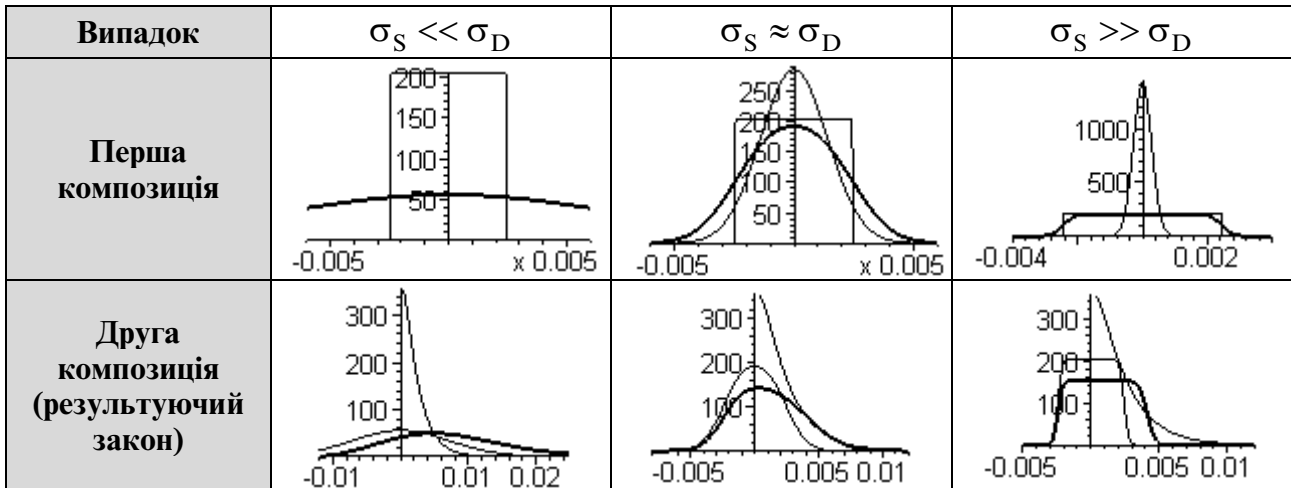 Випадок
σS << σD
σS ≈ σD
σS >> σD
Перша
композиція
200
150
100
50
-0.005
x 0.005
250
200
150
100
50
-0.005
x 0.005
1000
500
-0.004
0.002
Друга
композиція
(результуючий
закон)
300
200
100
-0.01
0.01 0.02
300
200
100
-0.005
0.005 0.01
300
200
100
-0.005
0.005 0.01